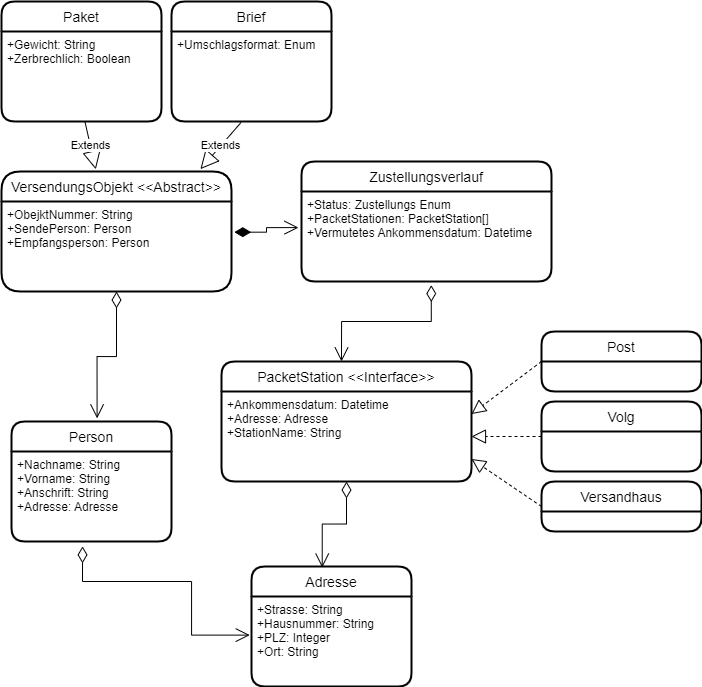 Paket
+Gewicht: String
+Zerbrechlich: Boolean
Brief
+Umschlagsformat: Enum
Extends
Extends
VersendungsObjekt <<Abstract>>
+ObejktNummer: String
+SendePerson: Person
+Empfangsperson: Person
Zustellungsverlauf
+Status: Zustellungs Enum
+PacketStationen: PacketStation[]
+Vermutetes Ankommensdatum: Datetime
PacketStation <<Interface>>
+Ankommensdatum: Datetime
+Adresse: Adresse
+StationName: String
Post
Volg
Versandhaus
Person
+Nachname: String
+Vorname: String
+Anschrift: String
+Adresse: Adresse
Adresse
+Strasse: String
+Hausnummer: String
+PLZ: Integer
+Ort: String